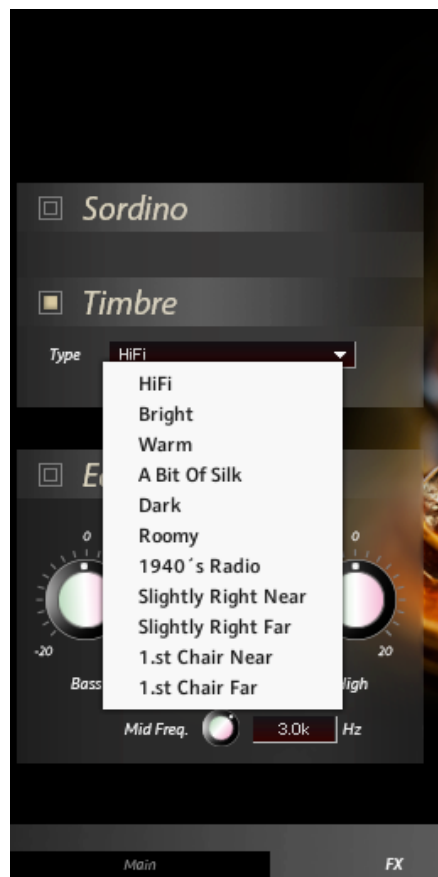 Sordino
Timbre
Type HiFi
HiFi
Bright
Warm
A Bit Of Silk
Dark
Roomy
1940´s Radio
Slightly Right Near
Slightly Right Far
1.st Chair Near
1.st Chair Far
0 0
-20 20
Bass
Mid Freq. 3.0k Hz
Main FX